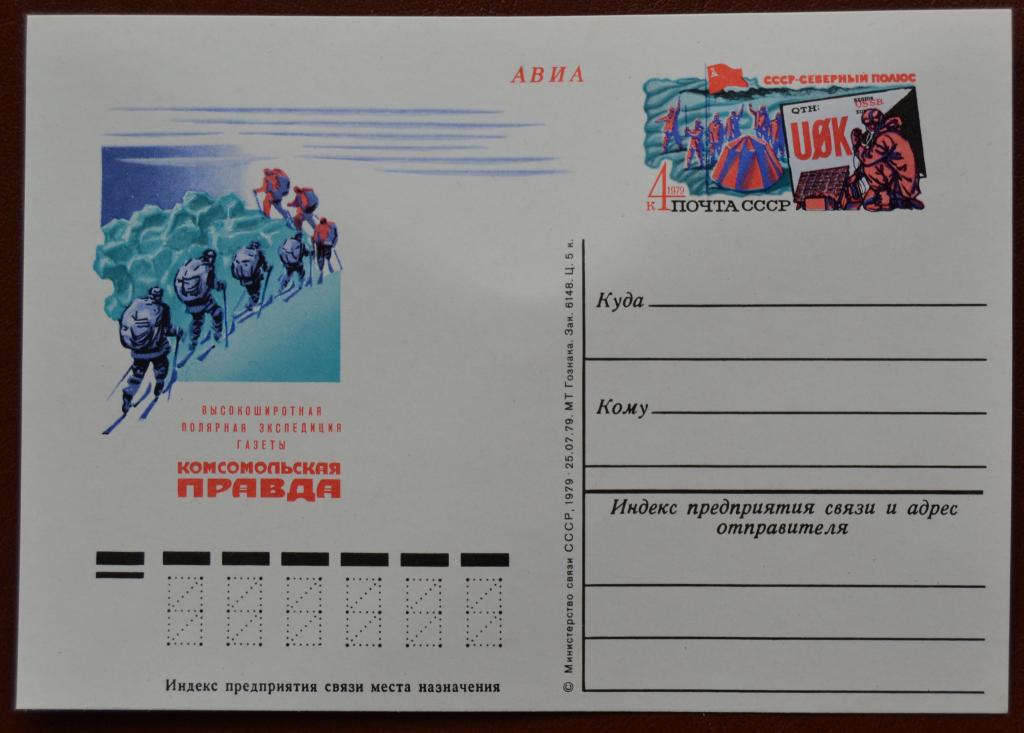 АВИА
СССР-СЕВЕРНЫЙ ПОЛЮС
QTH:
USSR
UØK
4
К
1979
ПОЧТА СССР
ВЫСОКОШИРОТНАЯ
ПОЛЯРНАЯ ЭКСПЕДИЦИЯ
ГАЗЕТЫ
КОМСОМОЛЬСКАЯ
ПРАВДА
Индекс предприятия связи места назначения
© Министерство связи СССР, 1979 · 25.07.79. МТ Гознака. Зак. 6148. Ц. 5 к.
Куда
Кому
Индекс предприятия связи и адрес
отправителя